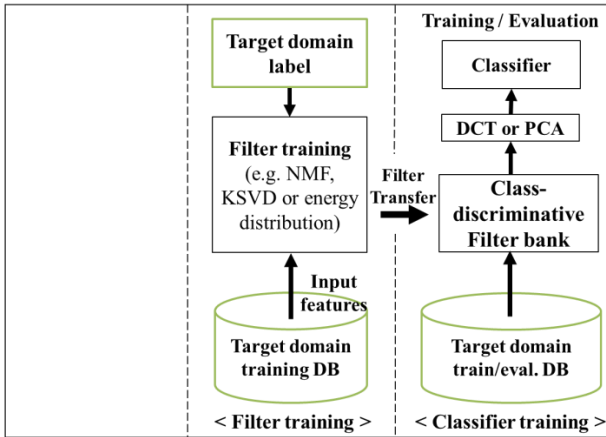 Target domain
label
Filter training
(e.g. NMF,
KSVD or energy
distribution)
Input
features
Target domain
training DB
< Filter training >
Filter
Transfer
Training / Evaluation
Classifier
DCT or PCA
Class-
discriminative
Filter bank
Target domain
train/eval. DB
< Classifier training >